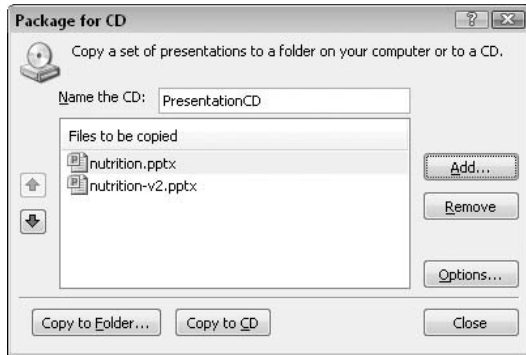 Package for CD
Copy a set of presentations to a folder on your computer or to a CD.
Name the CD: PresentationCD
Files to be copied
nutrition.pptx
nutrition-v2.pptx
Add...
Remove
Options...
Copy to Folder... Copy to CD Close